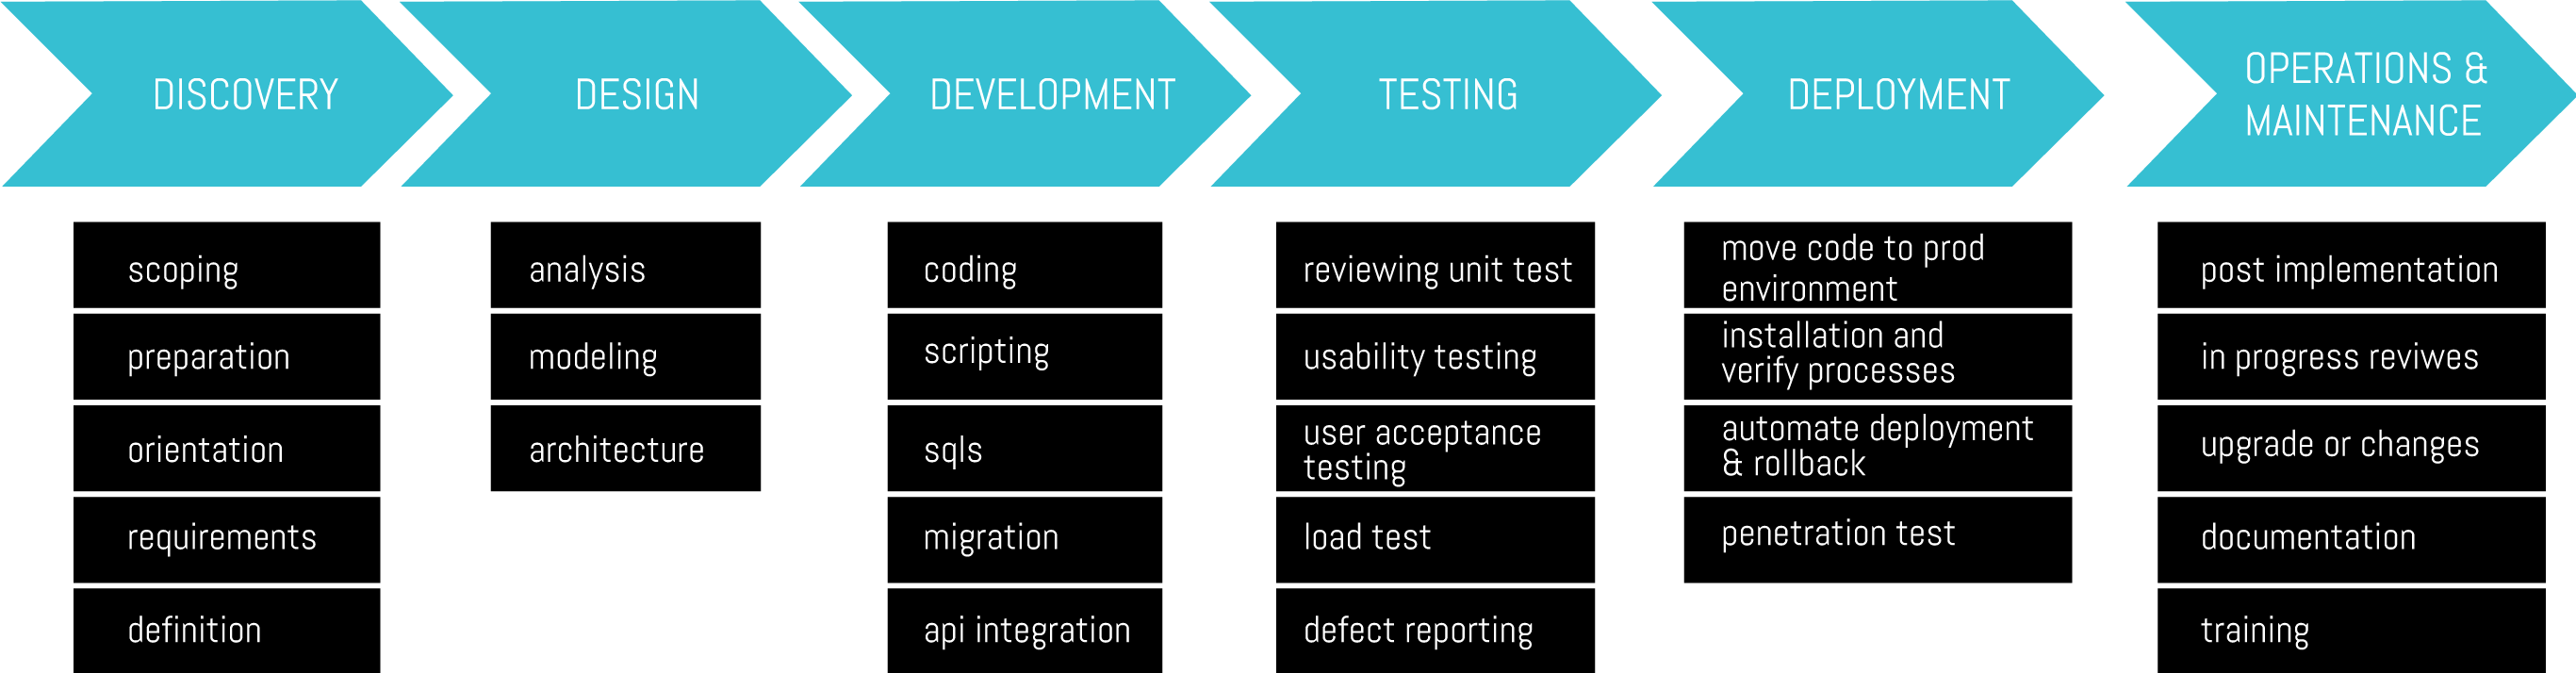 DISCOVERY
DESIGN
DEVELOPMENT
TESTING
DEPLOYMENT
OPERATIONS &
MAINTENANCE
scoping
preparation
orientation
requirements
definition
analysis
modeling
architecture
coding
scripting
sqls
migration
api integration
reviewing unit test
usability testing
user acceptance
testing
load test
defect reporting
move code to prod
environment
installation and
verify processes
automate deployment
& rollback
penetration test
post implementation
in progress reviwes
upgrade or changes
documentation
training